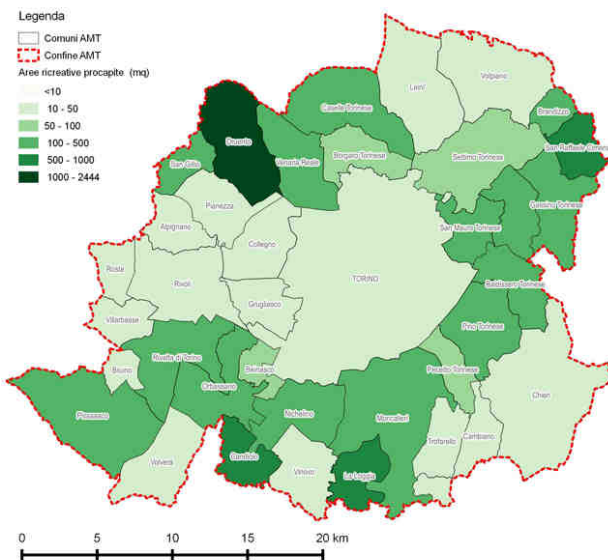 Legenda
Comuni AMT
Confine AMT
Aree ricreative procapite (mq)
<10
10 - 50
50 - 100
100 - 500
500 - 1000
1000 - 2444
Leini
Volpiano
Caselle Torinese
Brandizzo
Druento
San Raffaele Cimena
Borgaro Torinese
Settimo Torinese
San Gillio
Venaria Reale
Gassino Torinese
Pianezza
San Mauro Torinese
Alpignano
Collegno
Rosta
TORINO
Baldissero Torinese
Rivoli
Grugliasco
Villarbasse
Pino Torinese
Rivalta di Torino
Bruino
Beinasco
Pecetto Torinese
Orbassano
Chieri
Piossasco
Nichelino
Moncalieri
Trofarello
Cambiano
Volvera
Candiolo
Vinovo
La Loggia
0 5 10 15 20 km